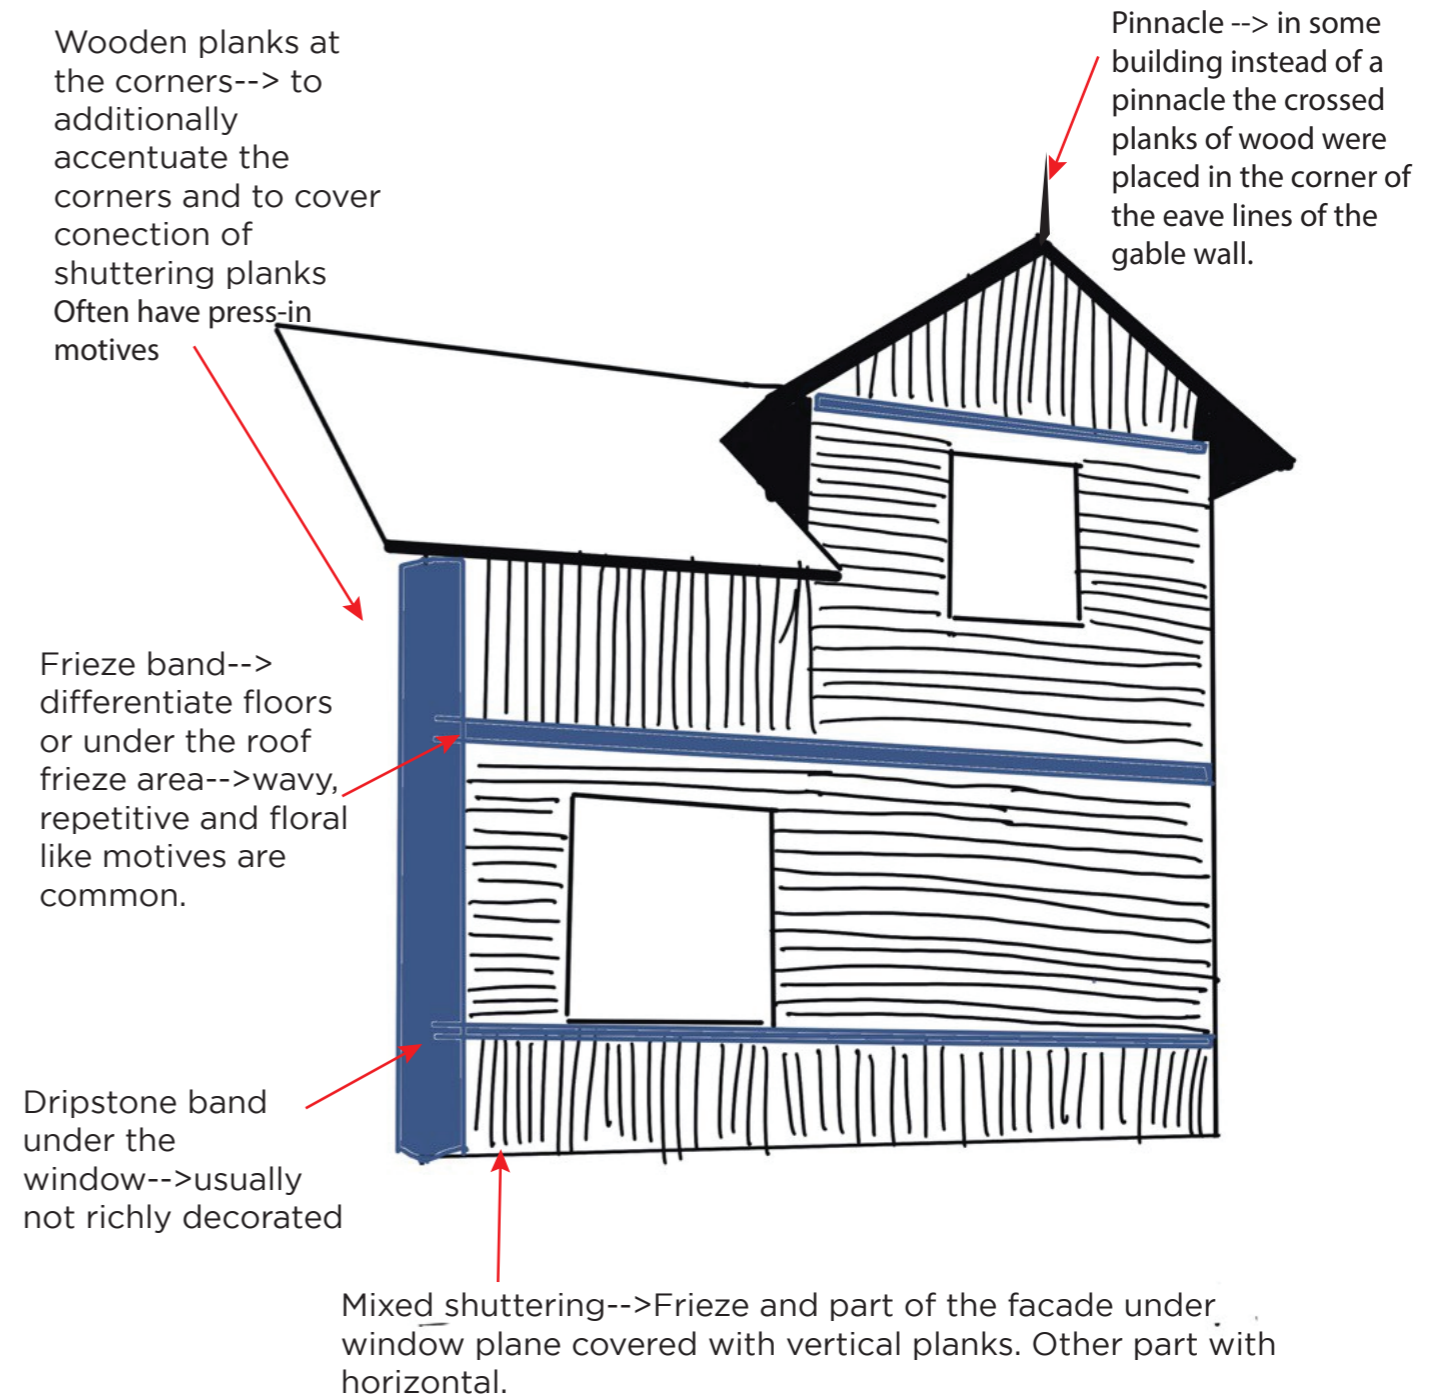 Wooden planks at
the corners--> to
additionally
accentuate the
corners and to cover
conection of
shuttering planks
Often have press-in
motives
Pinnacle --> in some
building instead of a
pinnacle the crossed
planks of wood were
placed in the corner of
the eave lines of the
gable wall.
Frieze band-->
differentiate floors
or under the roof
frieze area-->wavy,
repetitive and floral
like motives are
common.
Dripstone band
under the
window-->usually
not richly decorated
Mixed shuttering-->Frieze and part of the facade under
window plane covered with vertical planks. Other part with
horizontal.